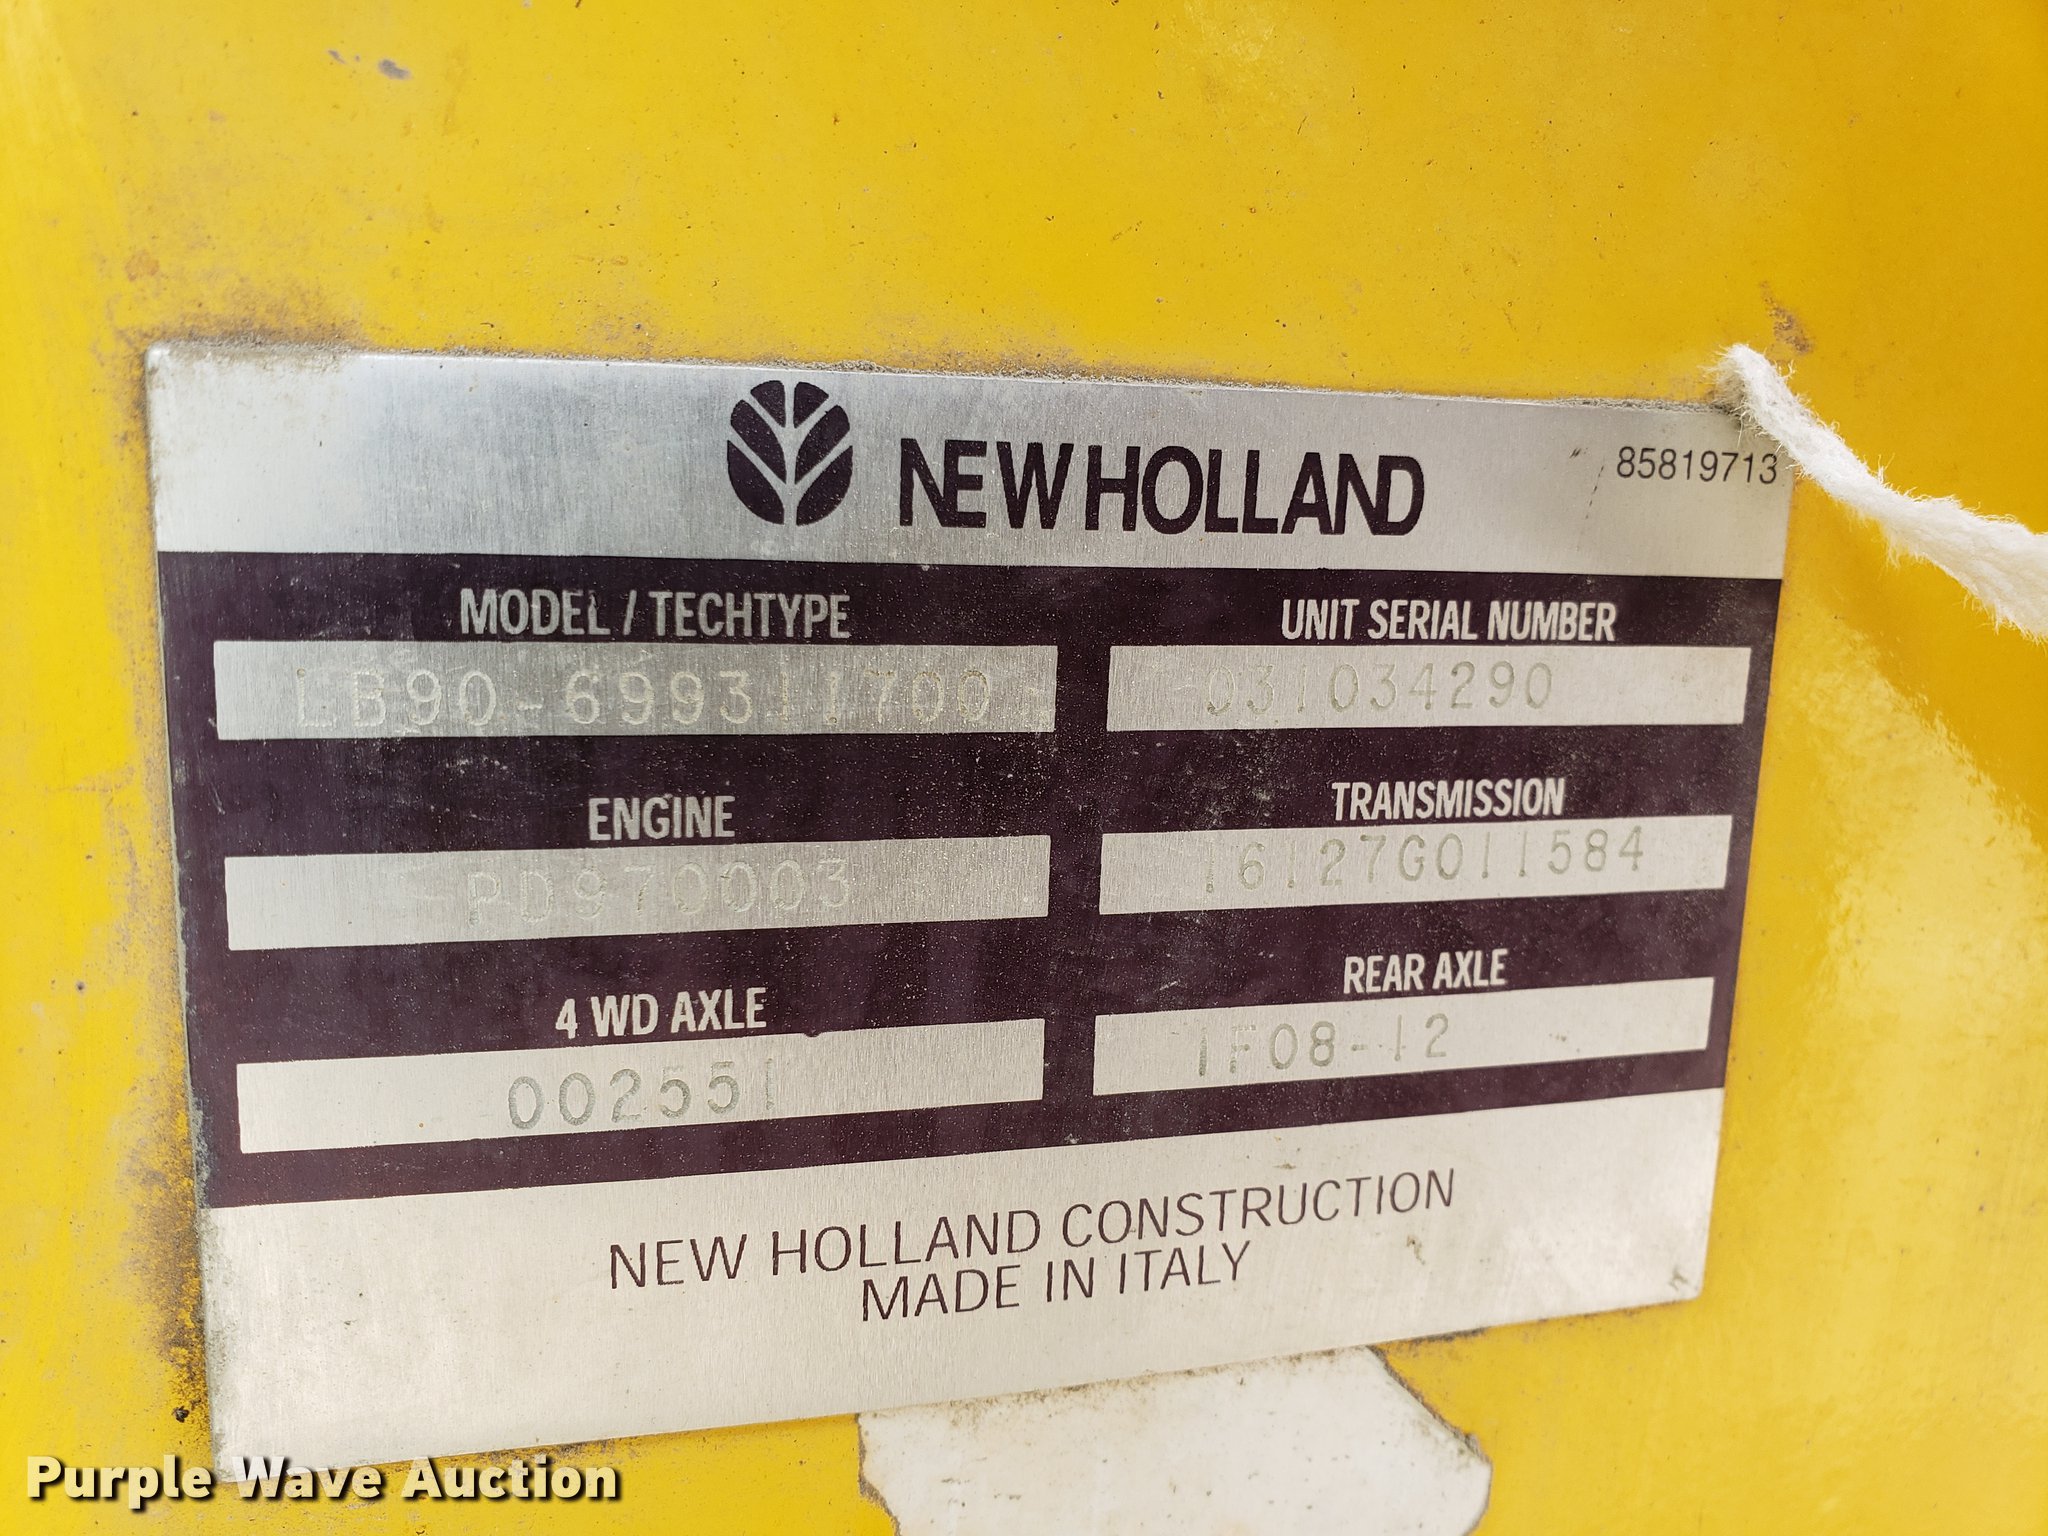 NEW HOLLAND
85819713
MODEL / TECHTYPE
LB90-699311700
UNIT SERIAL NUMBER
031034290
ENGINE
PD970003
TRANSMISSION
16127G011584
4 WD AXLE
002551
REAR AXLE
1F08-12
NEW HOLLAND CONSTRUCTION
MADE IN ITALY
Purple Wave Auction